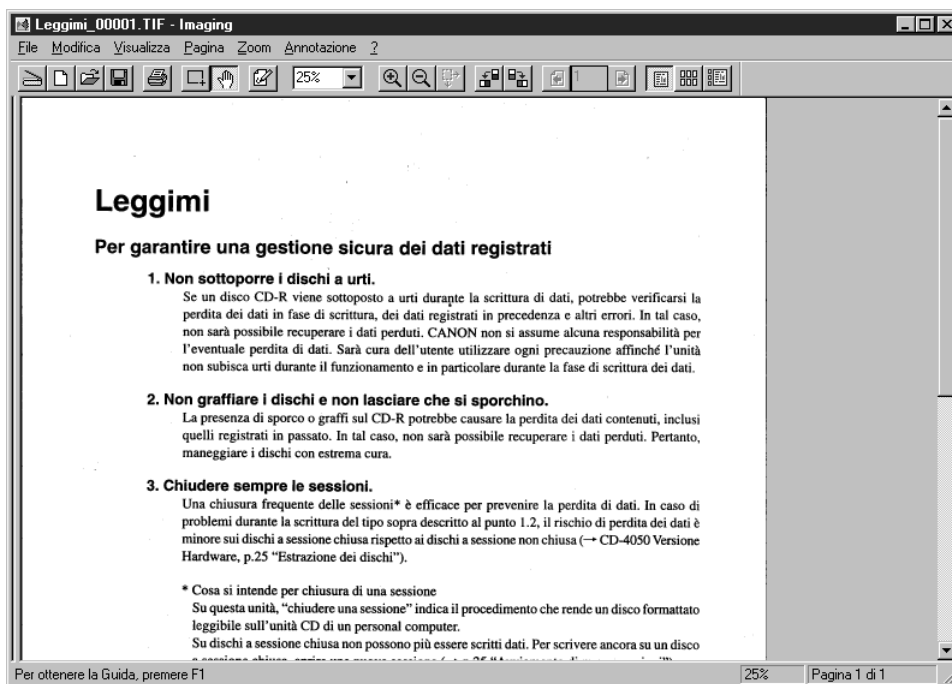 Leggimi_00001.TIF - Imaging
File Modifica Visualizza Pagina Zoom Annotazione ?
25% 1
Leggimi
Per garantire una gestione sicura dei dati registrati
1. Non sottoporre i dischi a urti.
Se un disco CD-R viene sottoposto a urti durante la scrittura di dati, potrebbe verificarsi la
perdita dei dati in fase di scrittura, dei dati registrati in precedenza e altri errori. In tal caso,
non sarà possibile recuperare i dati perduti. CANON non si assume alcuna responsabilità per
l'eventuale perdita di dati. Sarà cura dell'utente utilizzare ogni precauzione affinché l'unità
non subisca urti durante il funzionamento e in particolare durante la fase di scrittura dei dati.
2. Non graffiare i dischi e non lasciare che si sporchino.
La presenza di sporco o graffi sul CD-R potrebbe causare la perdita dei dati contenuti, inclusi
quelli registrati in passato. In tal caso, non sarà possibile recuperare i dati perduti. Pertanto,
maneggiare i dischi con estrema cura.
3. Chiudere sempre le sessioni.
Una chiusura frequente delle sessioni* è efficace per prevenire la perdita di dati. In caso di
problemi durante la scrittura del tipo sopra descritto al punto 1.2, il rischio di perdita dei dati è
minore sui dischi a sessione chiusa rispetto ai dischi a sessione non chiusa (→ CD-4050 Versione
Hardware, p.25 “Estrazione dei dischi”).
* Cosa si intende per chiusura di una sessione
Su questa unità, “chiudere una sessione” indica il procedimento che rende un disco formattato
leggibile sull'unità CD di un personal computer.
Su dischi a sessione chiusa non possono più essere scritti dati. Per scrivere ancora su un disco
Per ottenere la Guida, premere F1
25% Pagina 1 di 1